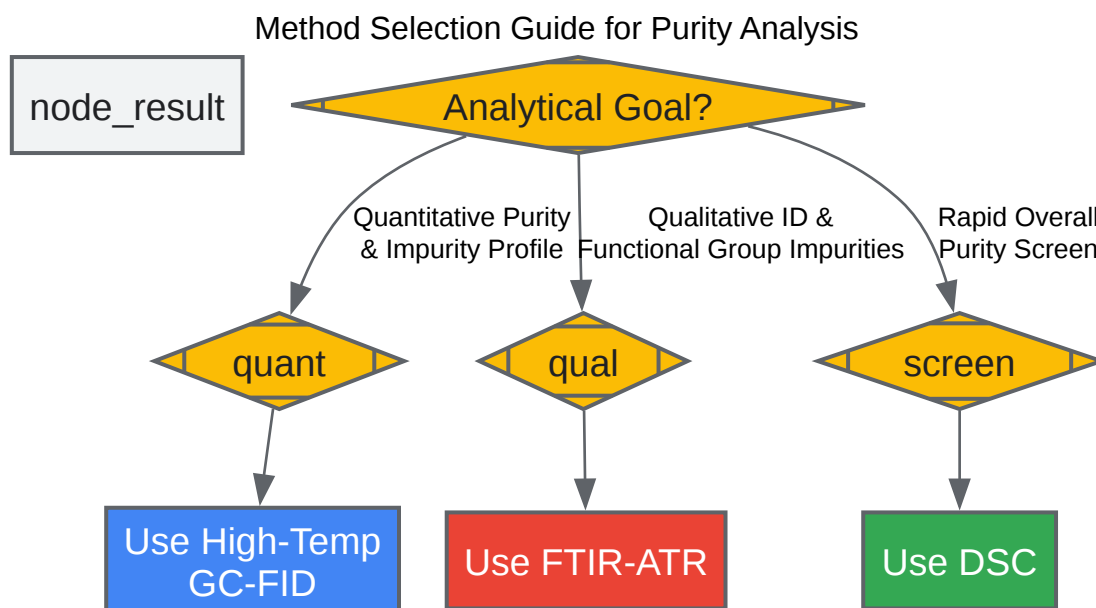 Method Selection Guide for Purity Analysis
node_result
Analytical Goal?
Quantitative Purity
& Impurity Profile
Qualitative ID &
Functional Group Impurities
Rapid Overall
Purity Screen
quant
qual
screen
Use High-Temp
GC-FID
Use FTIR-ATR
Use DSC